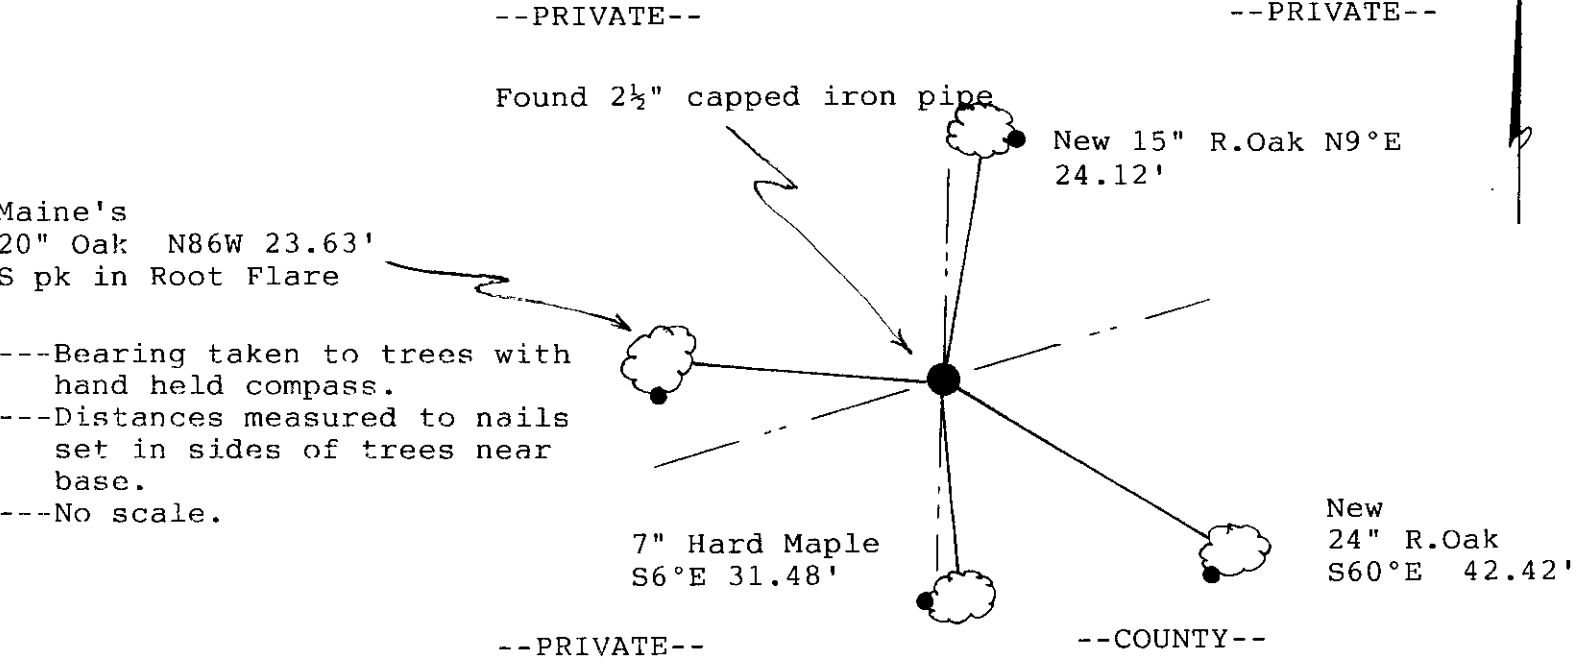 --PRIVATE--
--PRIVATE--
Found 2½" capped iron pipe
New 15" R.Oak N9°E
24.12'
Maine's
20" Oak N86W 23.63'
S pk in Root Flare
---Bearing taken to trees with
hand held compass.
---Distances measured to nails
set in sides of trees near
base.
---No scale.
7" Hard Maple
S6°E 31.48'
New
24" R.Oak
S60°E 42.42'
--PRIVATE--
--COUNTY--